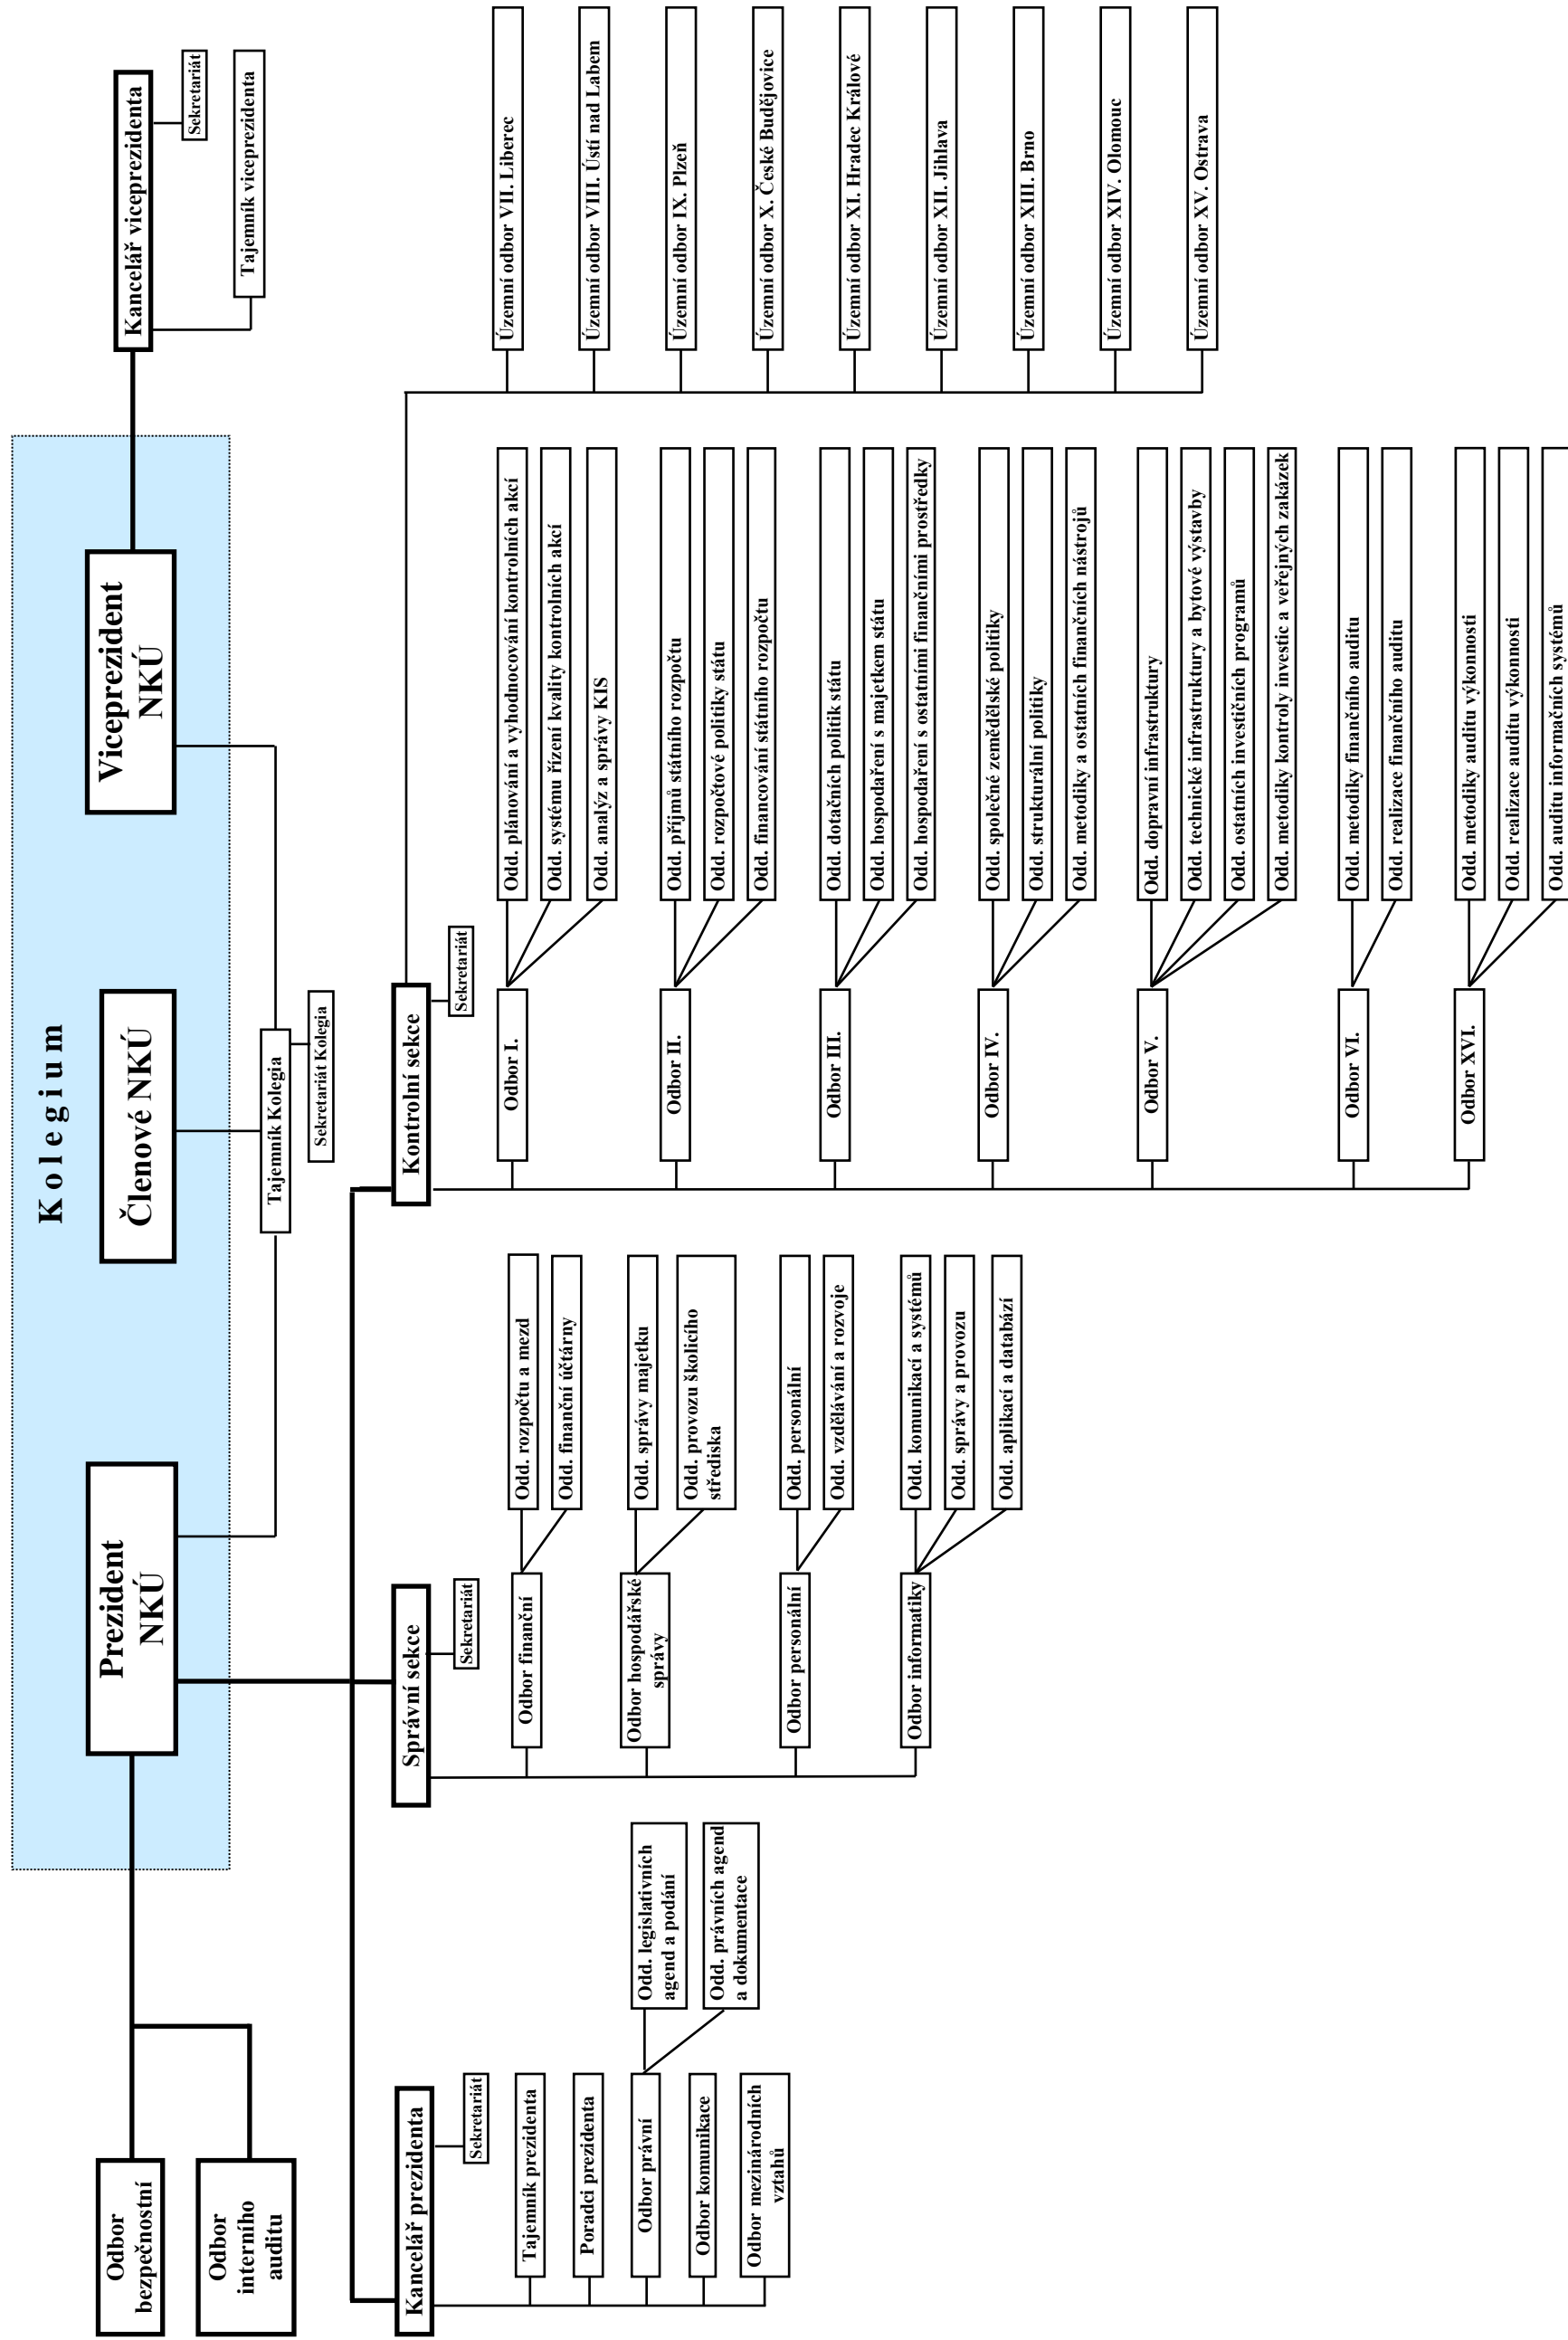 Kolegium
Odbor
bezpečnostní
Odbor
interního
auditu
Prezident
NKÚ
Členové NKÚ
Viceprezident
NKÚ
Kancelář viceprezidenta
Sekretariát
Tajemník viceprezidenta
Tajemník Kolegia
Sekretariát Kolegia
Kancelář prezidenta
Sekretariát
Tajemník prezidenta
Poradci prezidenta
Odbor právní
Odd. legislativních
agend a podání
Odd. právních agend
a dokumentace
Odbor komunikace
Odbor mezinárodních
vztahů
Správní sekce
Sekretariát
Odbor finanční
Odd. rozpočtu a mezd
Odd. finanční účtárny
Odbor hospodářské
správy
Odd. správy majetku
Odd. provozu školicího
střediska
Odbor personální
Odd. personální
Odd. vzdělávání a rozvoje
Odbor informatiky
Odd. komunikací a systémů
Odd. správy a provozu
Odd. aplikací a databází
Kontrolní sekce
Sekretariát
Odbor I.
Odd. plánování a vyhodnocování kontrolních akcí
Odd. systému řízení kvality kontrolních akcí
Odd. analýz a správy KIS
Odbor II.
Odd. příjmů státního rozpočtu
Odd. rozpočtové politiky státu
Odd. financování státního rozpočtu
Odbor III.
Odd. dotačních politik státu
Odd. hospodaření s majetkem státu
Odd. hospodaření s ostatními finančními prostředky
Odbor IV.
Odd. společné zemědělské politiky
Odd. strukturální politiky
Odd. metodiky a ostatních finančních nástrojů
Odbor V.
Odd. dopravní infrastruktury
Odd. technické infrastruktury a bytové výstavby
Odd. ostatních investičních programů
Odd. metodiky kontroly investic a veřejných zakázek
Odbor VI.
Odd. metodiky finančního auditu
Odd. realizace finančního auditu
Odbor XVI.
Odd. metodiky auditu výkonnosti
Odd. realizace auditu výkonnosti
Odd. auditu informačních systémů
Územní odbor VII. Liberec
Územní odbor VIII. Ústí nad Labem
Územní odbor IX. Plzeň
Územní odbor X. České Budějovice
Územní odbor XI. Hradec Králové
Územní odbor XII. Jihlava
Územní odbor XIII. Brno
Územní odbor XIV. Olomouc
Územní odbor XV. Ostrava